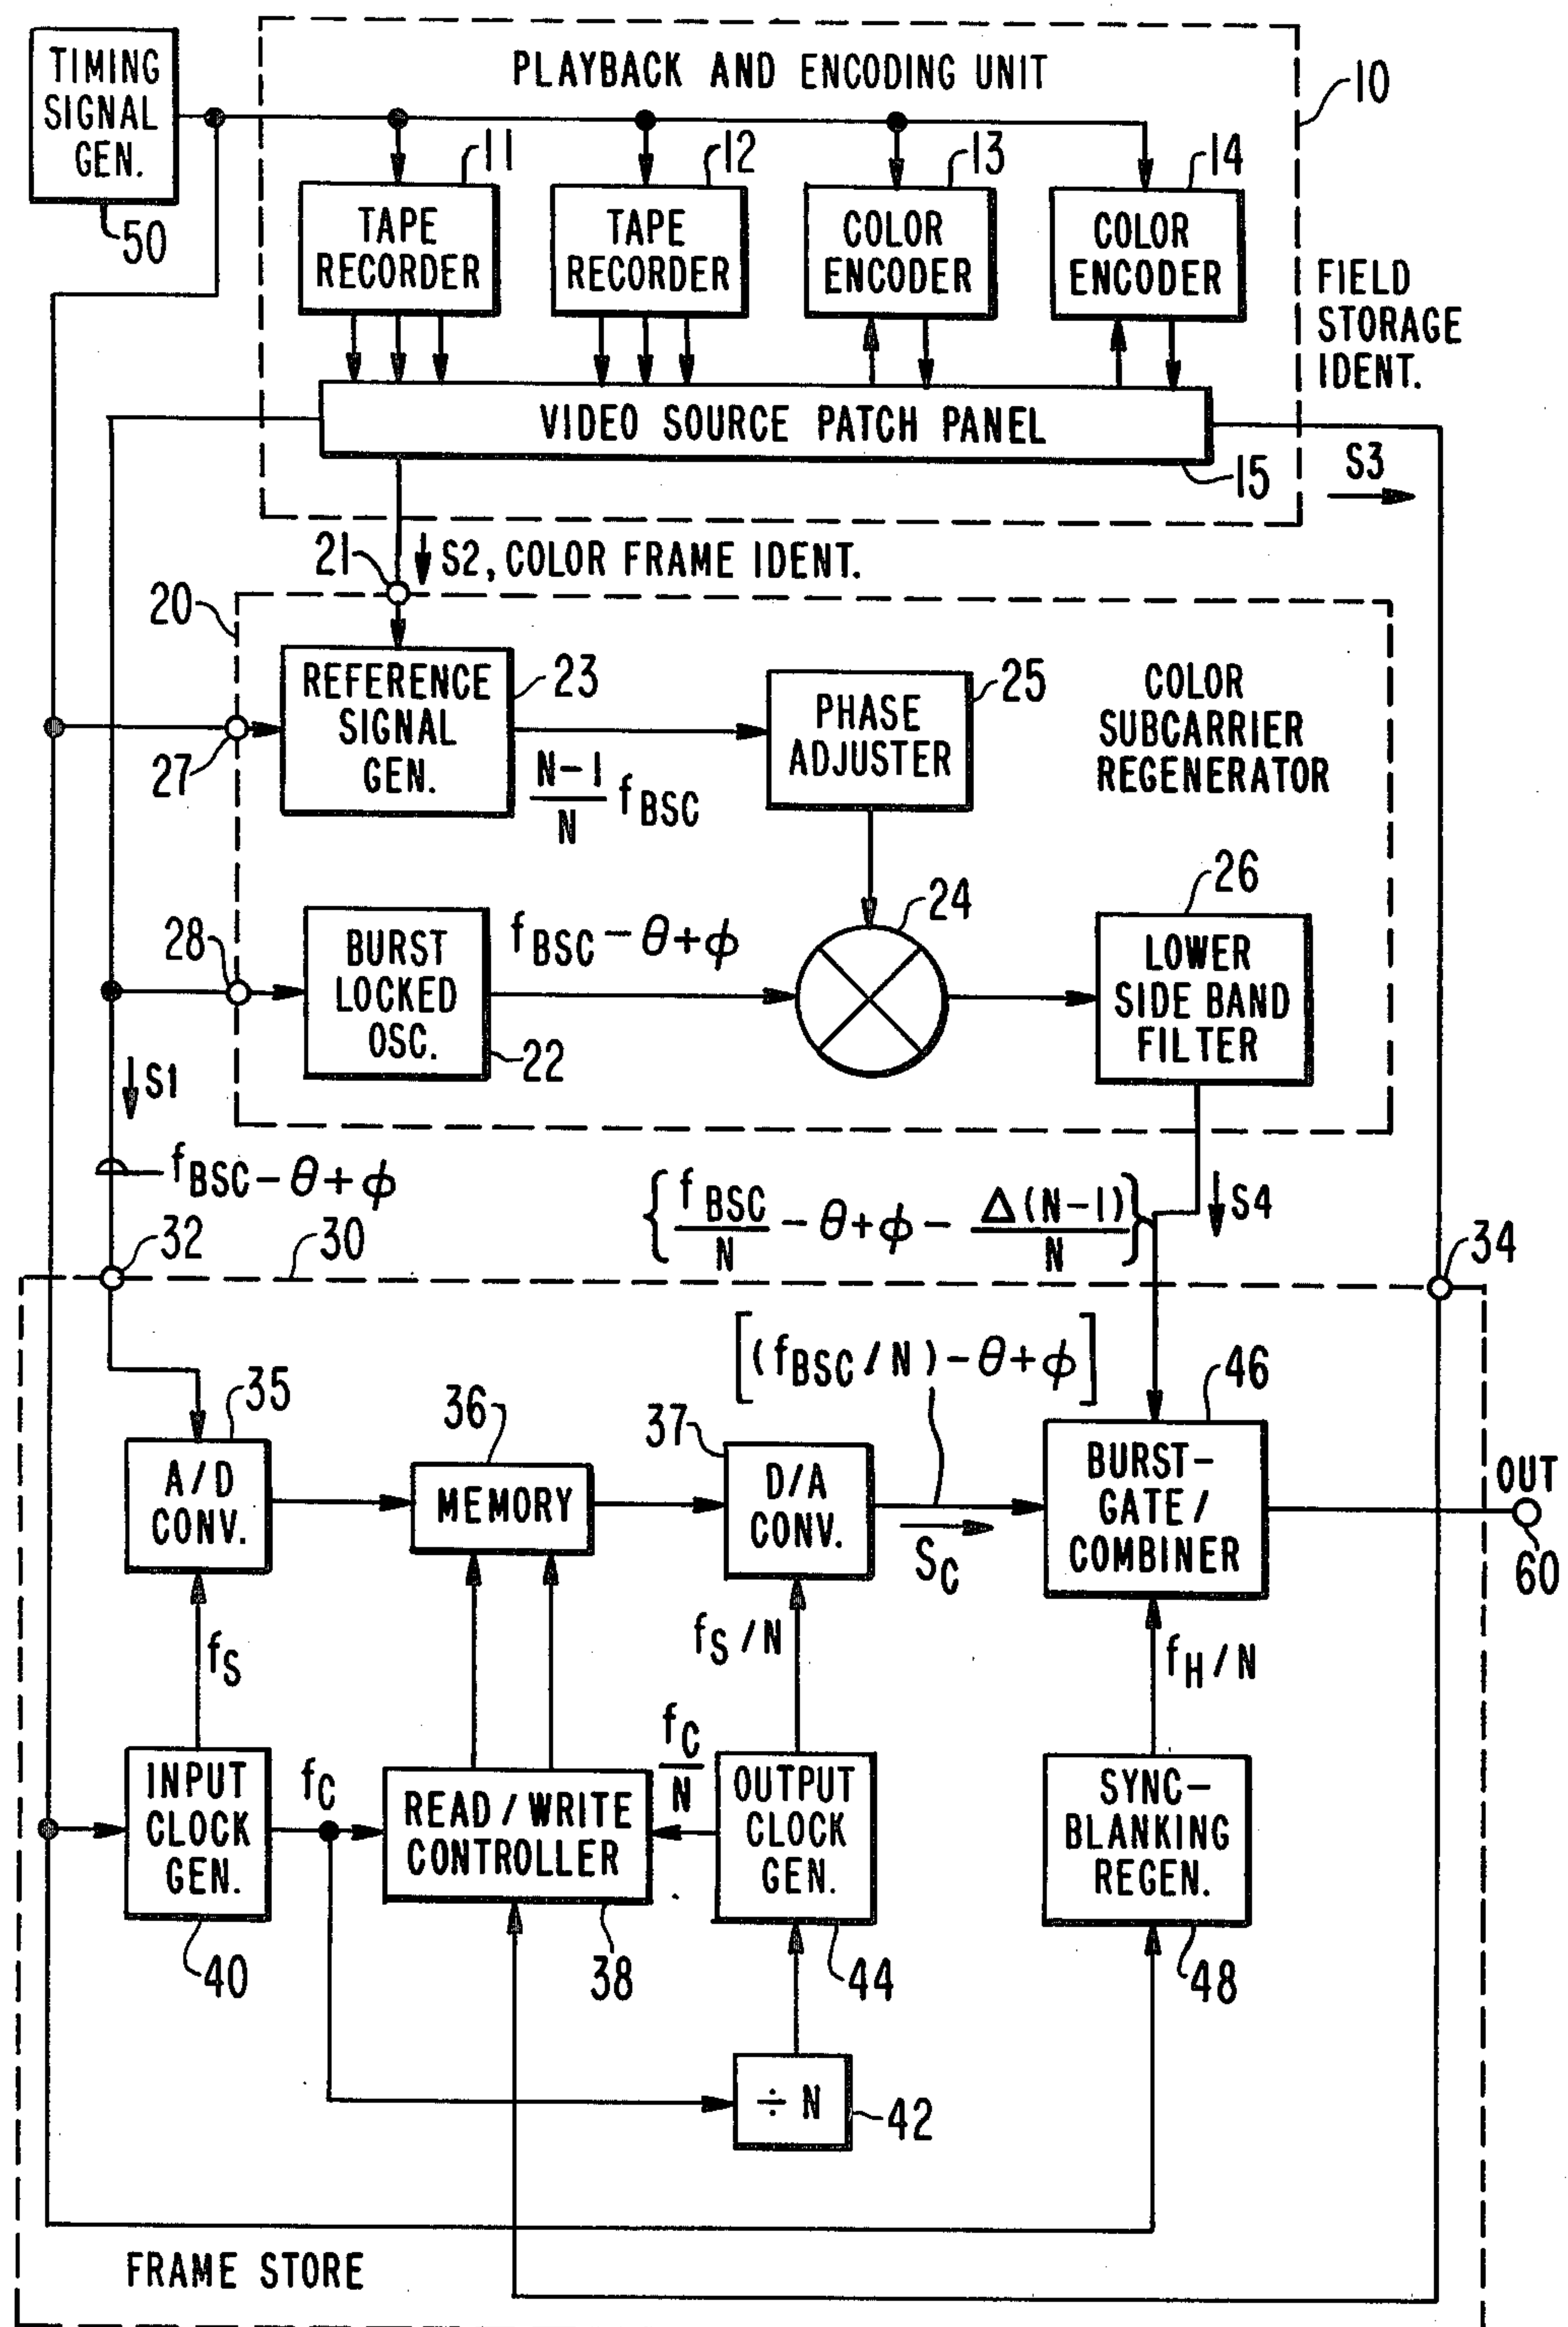 TIMING
SIGNAL
GEN.
50
PLAYBACK AND ENCODING UNIT
10
11
12
13
14
TAPE
RECORDER
TAPE
RECORDER
COLOR
ENCODER
COLOR
ENCODER
FIELD
STORAGE
IDENT.
VIDEO SOURCE PATCH PANEL
15
S3
21
S2, COLOR FRAME IDENT.
20
REFERENCE
SIGNAL
GEN.
23
27
N-1
N
fBSC
PHASE
ADJUSTER
25
COLOR
SUBCARRIER
REGENERATOR
28
BURST
LOCKED
OSC.
22
fBSC - θ + ϕ
24
26
LOWER
SIDE BAND
FILTER
S1
fBSC - θ + ϕ
{ fBSC/N - θ + ϕ - Δ(N-1)/N }
S4
32
30
34
[(fBSC/N) - θ + ϕ]
35
A/D
CONV.
36
MEMORY
37
D/A
CONV.
SC
46
BURST-
GATE/
COMBINER
OUT
60
fS
fS/N
fH/N
INPUT
CLOCK
GEN.
40
fC
READ/WRITE
CONTROLLER
38
fC
N
OUTPUT
CLOCK
GEN.
44
SYNC-
BLANKING
REGEN.
48
÷ N
42
FRAME STORE